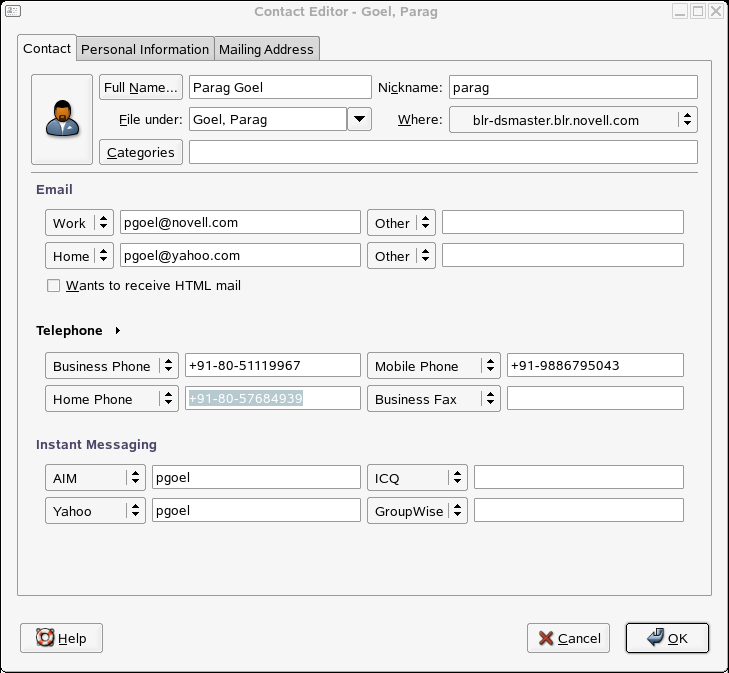 Contact Editor - Goel, Parag
Contact Personal Information Mailing Address
Full Name... Parag Goel Nickname: parag
File under: Goel, Parag Where: blr-dsmaster.blr.novell.com
Categories
Email
Work pgoel@novell.com Other
Home pgoel@yahoo.com Other
Wants to receive HTML mail
Telephone
Business Phone +91-80-51119967 Mobile Phone +91-9886795043
Home Phone +91-80-57684939 Business Fax
Instant Messaging
AIM pgoel ICQ
Yahoo pgoel GroupWise
Help Cancel OK